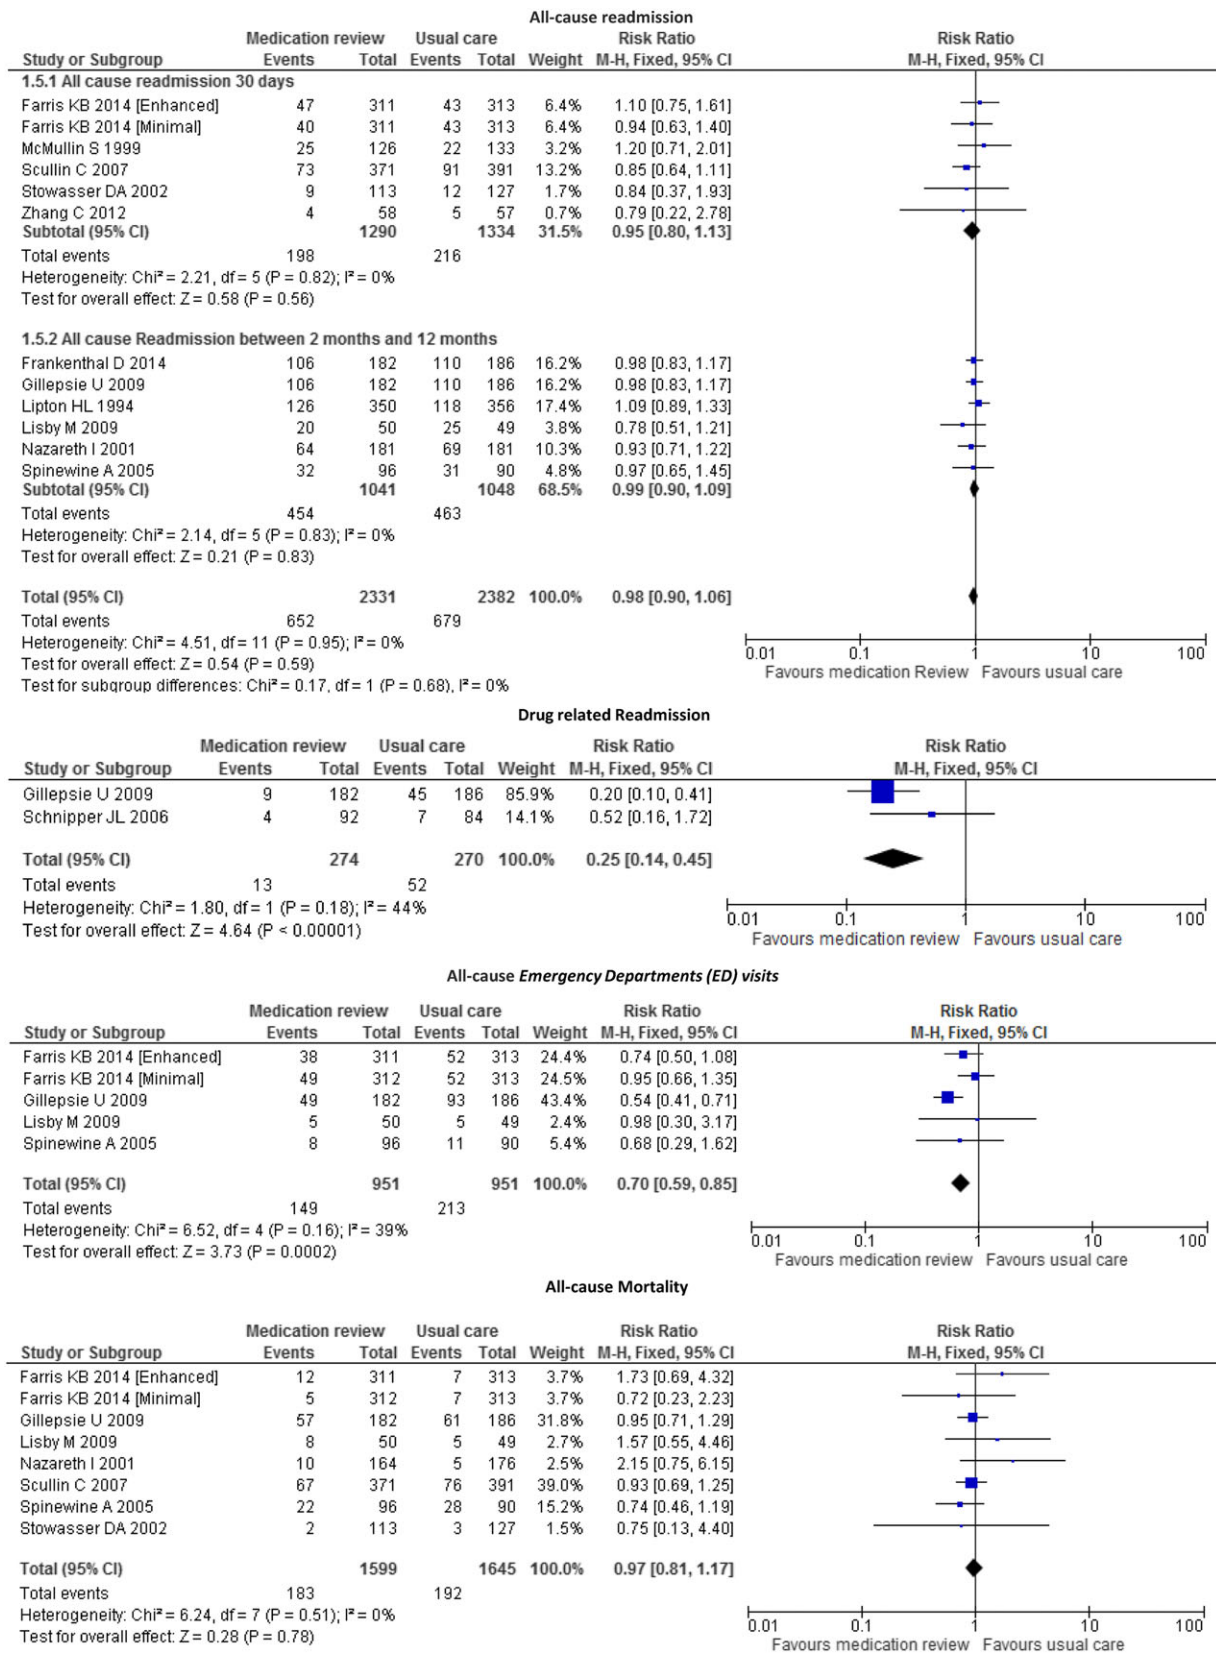 All-cause readmission
Medication review Usual care Risk Ratio Risk Ratio
Study or Subgroup Events Total Events Total Weight M-H, Fixed, 95% CI M-H, Fixed, 95% CI
1.5.1 All cause readmission 30 days
Farris KB 2014 [Enhanced] 47 311 43 313 6.4% 1.10 [0.75, 1.61]
Farris KB 2014 [Minimal] 40 311 43 313 6.4% 0.94 [0.63, 1.40]
McMullin S 1999 25 126 22 133 3.2% 1.20 [0.71, 2.01]
Scullin C 2007 73 371 91 391 13.2% 0.85 [0.64, 1.11]
Stowasser DA 2002 9 113 12 127 1.7% 0.84 [0.37, 1.93]
Zhang C 2012 4 58 5 57 0.7% 0.79 [0.22, 2.78]
Subtotal (95% CI) 1290 1334 31.5% 0.95 [0.80, 1.13]
Total events 198 216
Heterogeneity: Chi² = 2.21, df = 5 (P = 0.82); I² = 0%
Test for overall effect: Z = 0.58 (P = 0.56)
1.5.2 All cause Readmission between 2 months and 12 months
Frankenthal D 2014 106 182 110 186 16.2% 0.98 [0.83, 1.17]
Gillepsie U 2009 106 182 110 186 16.2% 0.98 [0.83, 1.17]
Lipton HL 1994 126 350 118 356 17.4% 1.09 [0.89, 1.33]
Lisby M 2009 20 50 25 49 3.8% 0.78 [0.51, 1.21]
Nazareth I 2001 64 181 69 181 10.3% 0.93 [0.71, 1.22]
Spinewine A 2005 32 96 31 90 4.8% 0.97 [0.65, 1.45]
Subtotal (95% CI) 1041 1048 68.5% 0.99 [0.90, 1.09]
Total events 454 463
Heterogeneity: Chi² = 2.14, df = 5 (P = 0.83); I² = 0%
Test for overall effect: Z = 0.21 (P = 0.83)
Total (95% CI) 2331 2382 100.0% 0.98 [0.90, 1.06]
Total events 652 679
Heterogeneity: Chi² = 4.51, df = 11 (P = 0.95); I² = 0%
Test for overall effect: Z = 0.54 (P = 0.59)
Test for subgroup differences: Chi² = 0.17, df = 1 (P = 0.68), I² = 0%
0.01 0.1 1 10 100
Favours medication Review Favours usual care
Drug related Readmission
Medication review Usual care Risk Ratio Risk Ratio
Study or Subgroup Events Total Events Total Weight M-H, Fixed, 95% CI M-H, Fixed, 95% CI
Gillepsie U 2009 9 182 45 186 85.9% 0.20 [0.10, 0.41]
Schnipper JL 2006 4 92 7 84 14.1% 0.52 [0.16, 1.72]
Total (95% CI) 274 270 100.0% 0.25 [0.14, 0.45]
Total events 13 52
Heterogeneity: Chi² = 1.80, df = 1 (P = 0.18); I² = 44%
Test for overall effect: Z = 4.64 (P < 0.00001)
0.01 0.1 1 10 100
Favours medication review Favours usual care
All-cause Emergency Departments (ED) visits
Medication review Usual care Risk Ratio Risk Ratio
Study or Subgroup Events Total Events Total Weight M-H, Fixed, 95% CI M-H, Fixed, 95% CI
Farris KB 2014 [Enhanced] 38 311 52 313 24.4% 0.74 [0.50, 1.08]
Farris KB 2014 [Minimal] 49 312 52 313 24.5% 0.95 [0.66, 1.35]
Gillepsie U 2009 49 182 93 186 43.4% 0.54 [0.41, 0.71]
Lisby M 2009 5 50 5 49 2.4% 0.98 [0.30, 3.17]
Spinewine A 2005 8 96 11 90 5.4% 0.68 [0.29, 1.62]
Total (95% CI) 951 951 100.0% 0.70 [0.59, 0.85]
Total events 149 213
Heterogeneity: Chi² = 6.52, df = 4 (P = 0.16); I² = 39%
Test for overall effect: Z = 3.73 (P = 0.0002)
0.01 0.1 1 10 100
Favours medication review Favours usual care
All-cause Mortality
Medication review Usual care Risk Ratio Risk Ratio
Study or Subgroup Events Total Events Total Weight M-H, Fixed, 95% CI M-H, Fixed, 95% CI
Farris KB 2014 [Enhanced] 12 311 7 313 3.7% 1.73 [0.69, 4.32]
Farris KB 2014 [Minimal] 5 312 7 313 3.7% 0.72 [0.23, 2.23]
Gillepsie U 2009 57 182 61 186 31.8% 0.95 [0.71, 1.29]
Lisby M 2009 8 50 5 49 2.7% 1.57 [0.55, 4.46]
Nazareth I 2001 10 164 5 176 2.5% 2.15 [0.75, 6.15]
Scullin C 2007 67 371 76 391 39.0% 0.93 [0.69, 1.25]
Spinewine A 2005 22 96 28 90 15.2% 0.74 [0.46, 1.19]
Stowasser DA 2002 2 113 3 127 1.5% 0.75 [0.13, 4.40]
Total (95% CI) 1599 1645 100.0% 0.97 [0.81, 1.17]
Total events 183 192
Heterogeneity: Chi² = 6.24, df = 7 (P = 0.51); I² = 0%
Test for overall effect: Z = 0.28 (P = 0.78)
0.01 0.1 1 10 100
Favours medication review Favours usual care